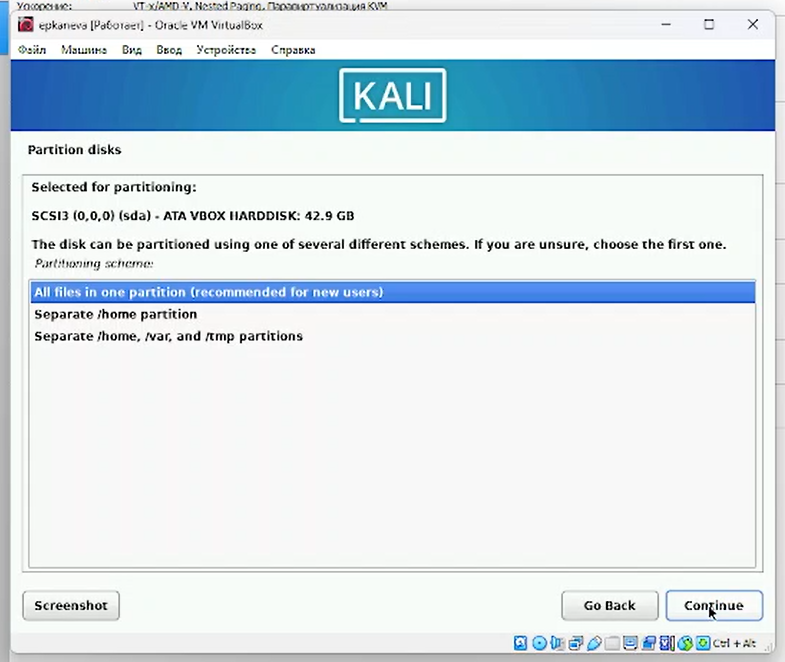 Ускорение: VT-x/AMD-V, Nested Paging, Паравиртуализация KVM
epkaneva [Работает] - Oracle VM VirtualBox
Файл Машина Вид Ввод Устройства Справка
KALI
Partition disks
Selected for partitioning:
SCSI3 (0,0,0) (sda) - ATA VBOX HARDDISK: 42.9 GB
The disk can be partitioned using one of several different schemes. If you are unsure, choose the first one.
Partitioning scheme:
All files in one partition (recommended for new users)
Separate /home partition
Separate /home, /var, and /tmp partitions
Screenshot Go Back Continue
Ctrl + Alt